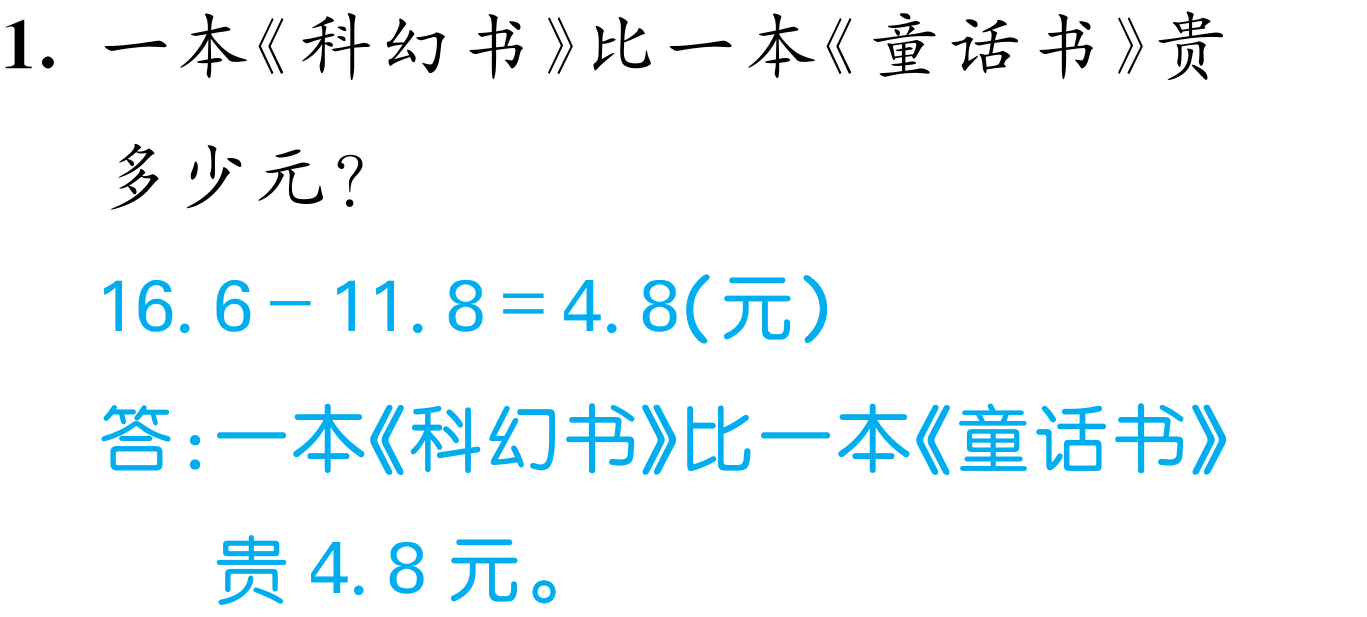 1. 一本《科幻书》比一本《童话书》贵
多少元?
16.6-11.8=4.8(元)
答:一本《科幻书》比一本《童话书》
贵4.8元。